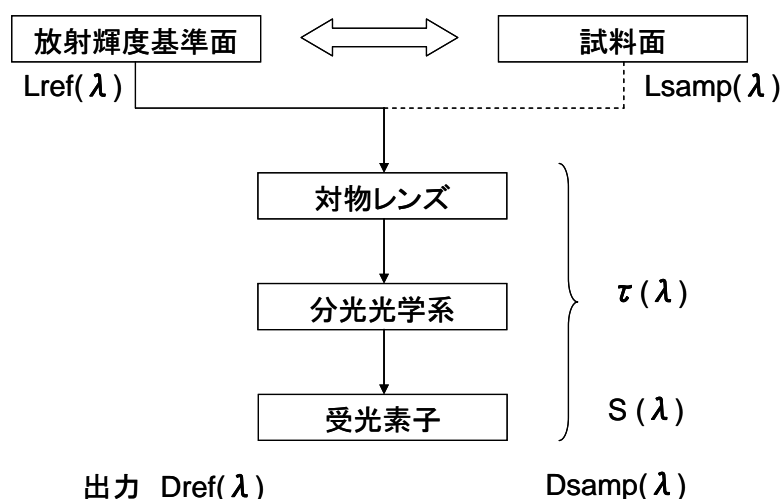 放射輝度基準面
試料面
Lref(λ)
Lsamp(λ)
対物レンズ
分光光学系
τ(λ)
受光素子
S(λ)
出力 Dref(λ)
Dsamp(λ)